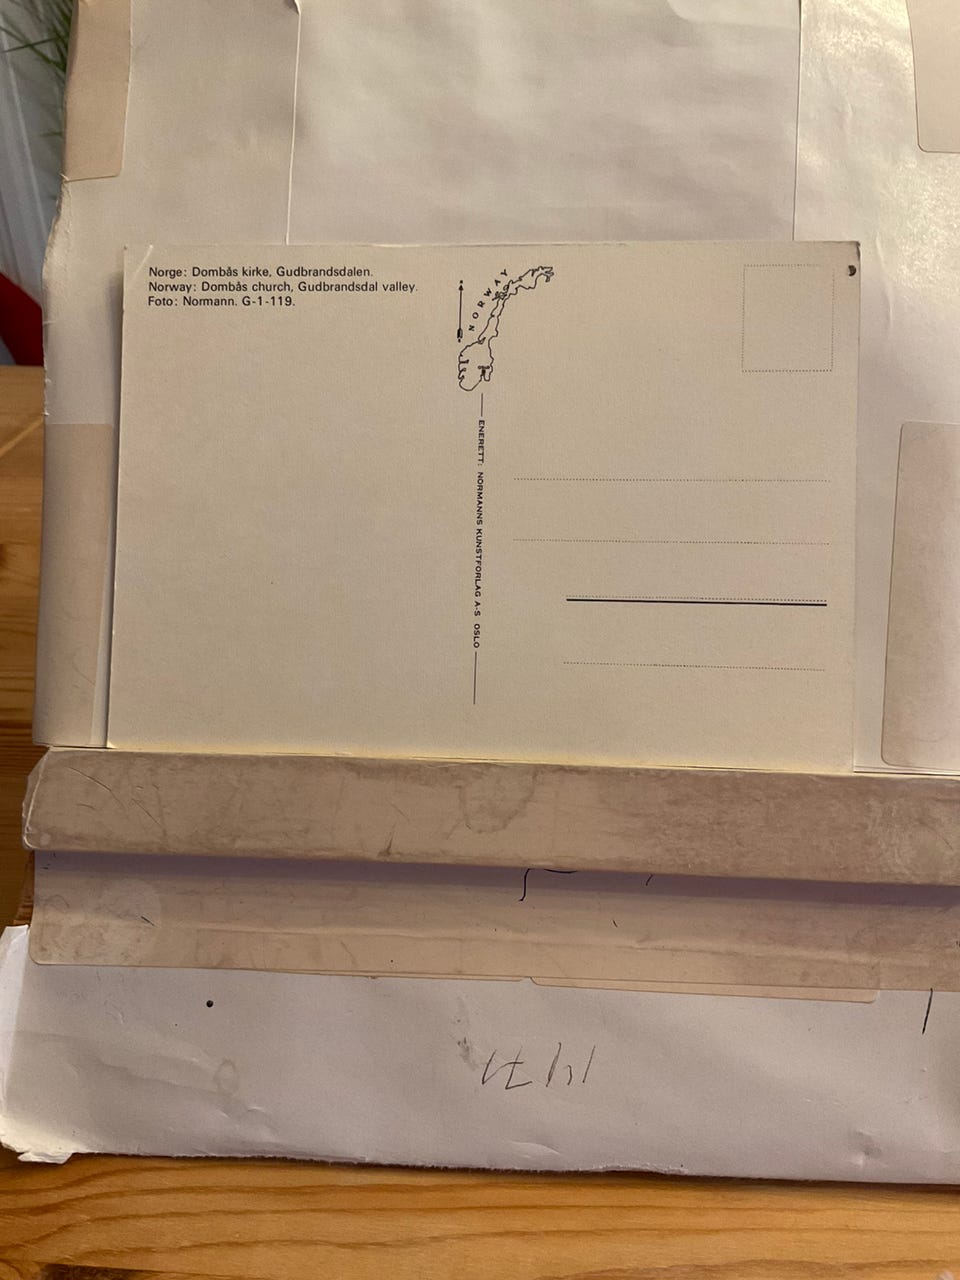 Norge: Dombås kirke, Gudbrandsdalen.
Norway: Dombås church, Gudbrandsdal valley.
Foto: Normann. G-1-119.
NORWAY
ENERETT: NORMANNS KUNSTFORLAG A-S OSLO